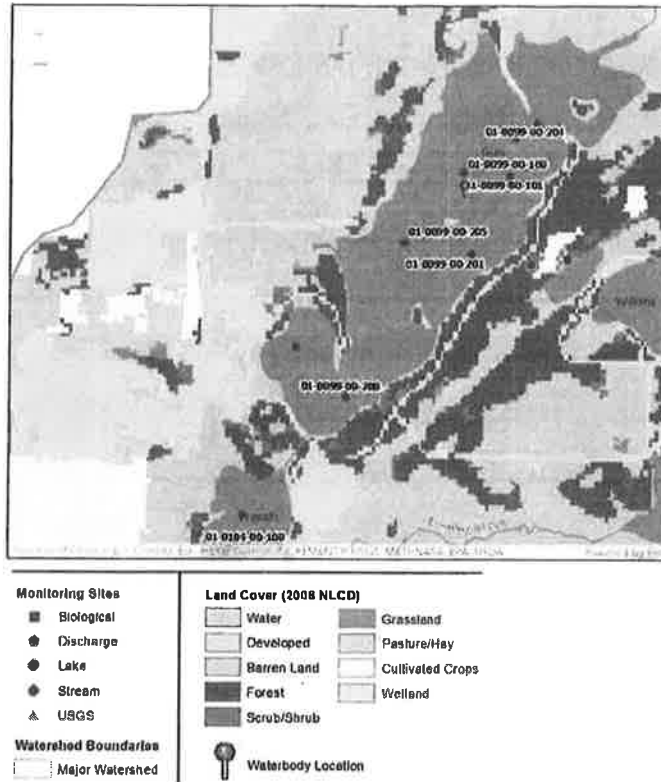 01-0099-00-201
01-0099-00-100
01-0099-00-101
01-0099-00-205
01-0099-00-201
01-0099-00-200
01-0104-00-100
Monitoring Sites
Biological
Discharge
Lake
Stream
USGS
Watershed Boundaries
Major Watershed
Land Cover (2006 NLCD)
Water
Developed
Barren Land
Forest
Scrub/Shrub
Grassland
Pasture/Hay
Cultivated Crops
Wetland
Waterbody Location